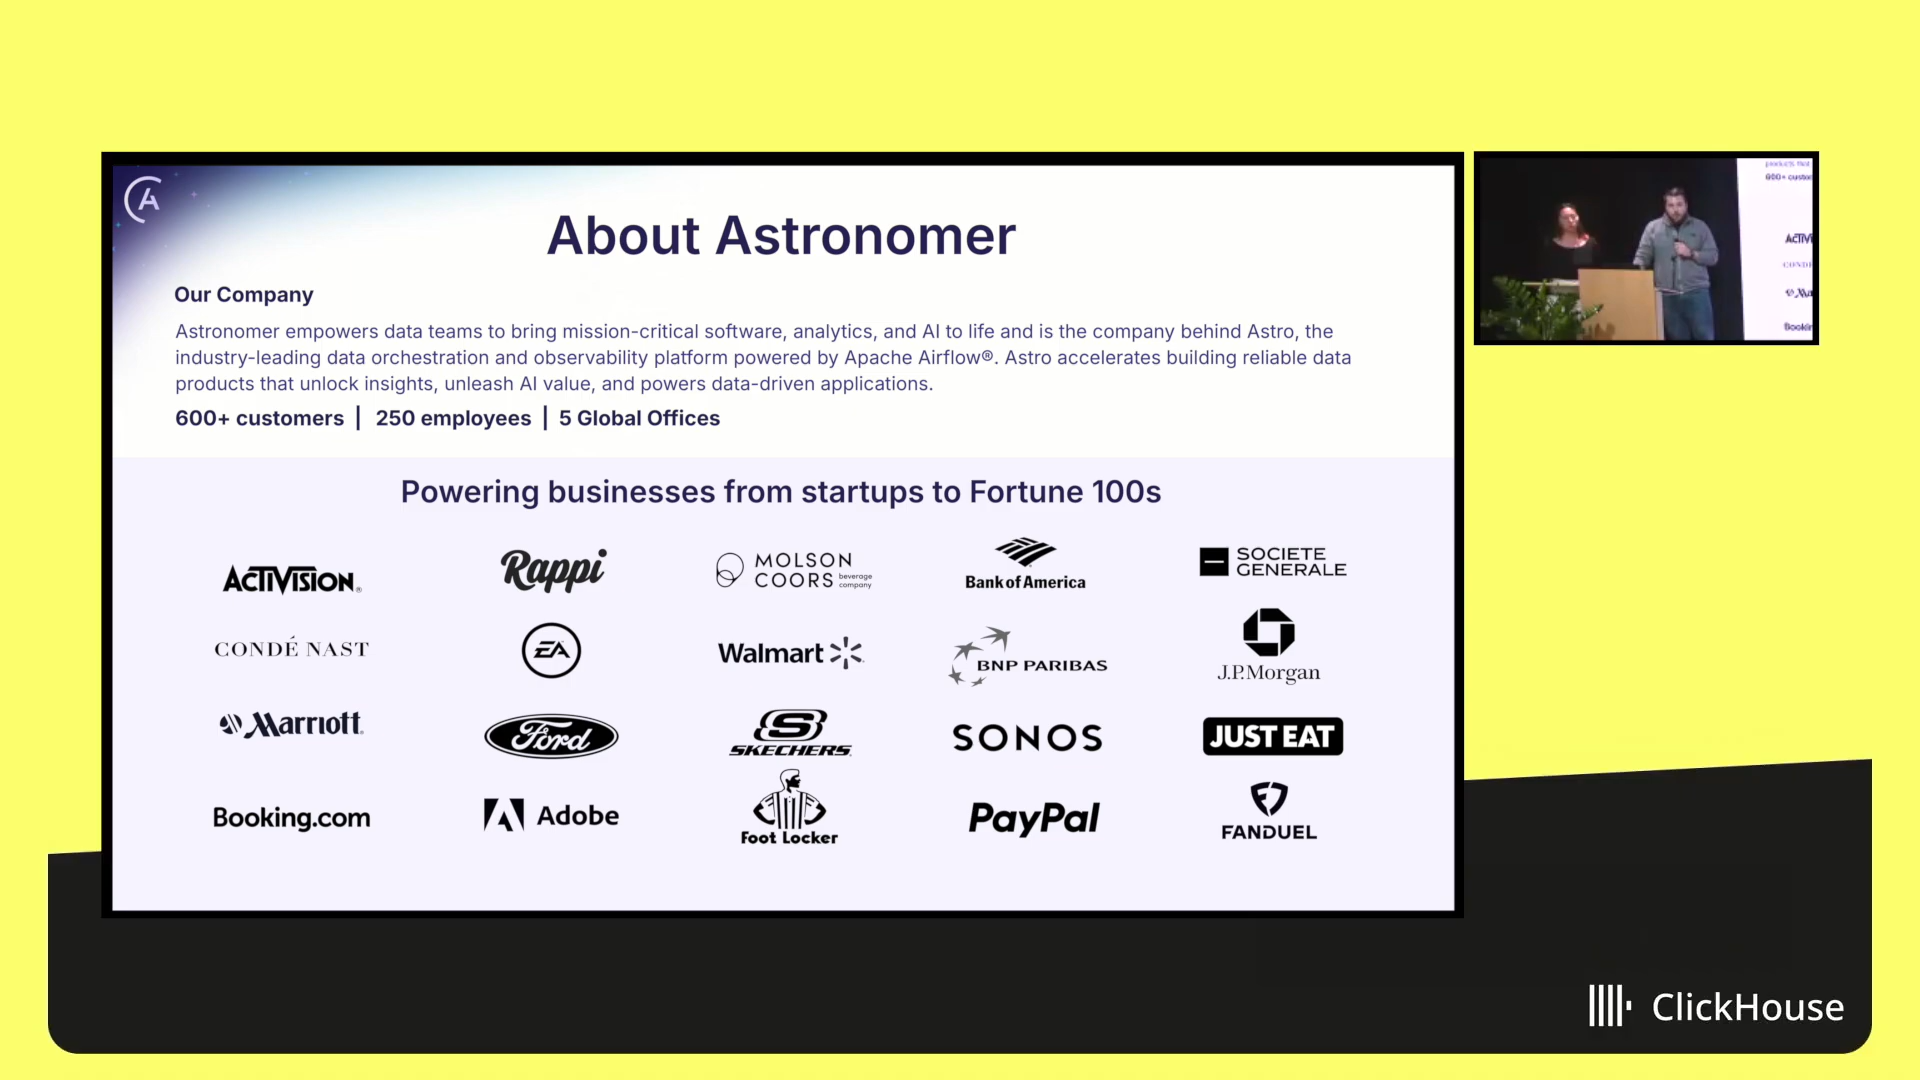 About Astronomer
Our Company
Astronomer empowers data teams to bring mission-critical software, analytics, and AI to life and is the company behind Astro, the
industry-leading data orchestration and observability platform powered by Apache Airflow®. Astro accelerates building reliable data
products that unlock insights, unleash AI value, and powers data-driven applications.
600+ customers | 250 employees | 5 Global Offices
Powering businesses from startups to Fortune 100s
ACTIVISION®
Rappi
MOLSON
COORS beverage
company
Bank of America
SOCIETE
GENERALE
CONDÉ NAST
EA
Walmart
BNP PARIBAS
J.P.Morgan
Marriott
Ford
SKECHERS
SONOS
JUST EAT
Booking.com
Adobe
Foot Locker
PayPal
FANDUEL
600+ custom
ClickHouse